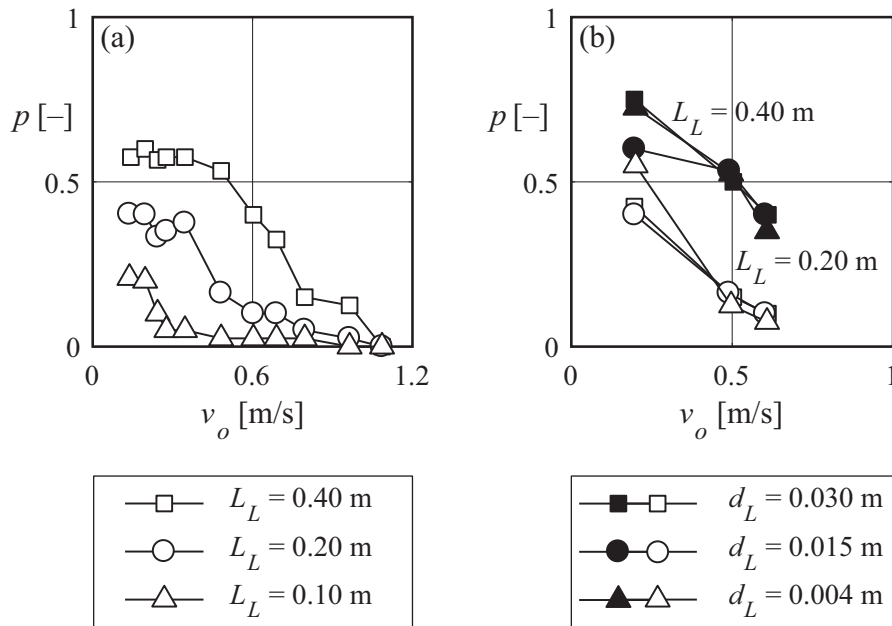 (a)
1
p [–]
0.5
0
0
0.6
1.2
v_o [m/s]
(b)
1
p [–]
0.5
0
L_L = 0.40 m
L_L = 0.20 m
0
0.5
1
v_o [m/s]
L_L = 0.40 m
L_L = 0.20 m
L_L = 0.10 m
d_L = 0.030 m
d_L = 0.015 m
d_L = 0.004 m